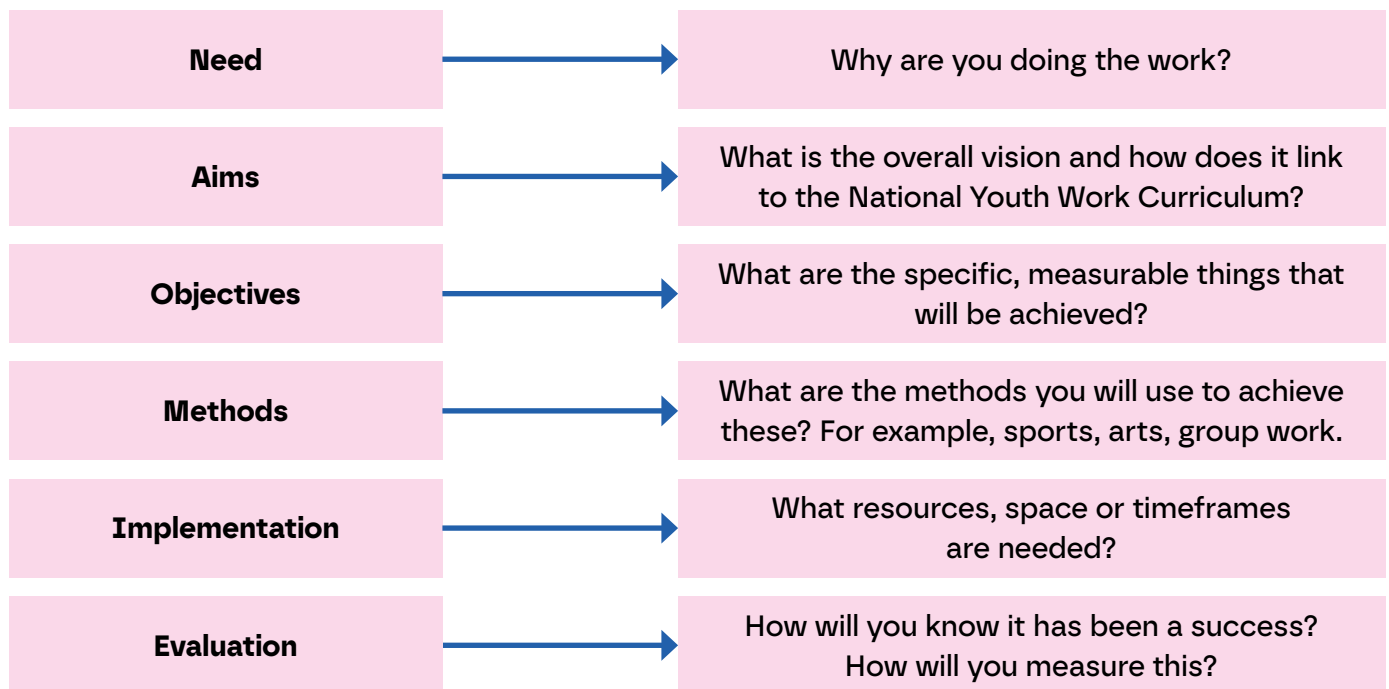 Need
Why are you doing the work?
Aims
What is the overall vision and how does it link
to the National Youth Work Curriculum?
Objectives
What are the specific, measurable things that
will be achieved?
Methods
What are the methods you will use to achieve
these? For example, sports, arts, group work.
Implementation
What resources, space or timeframes
are needed?
Evaluation
How will you know it has been a success?
How will you measure this?